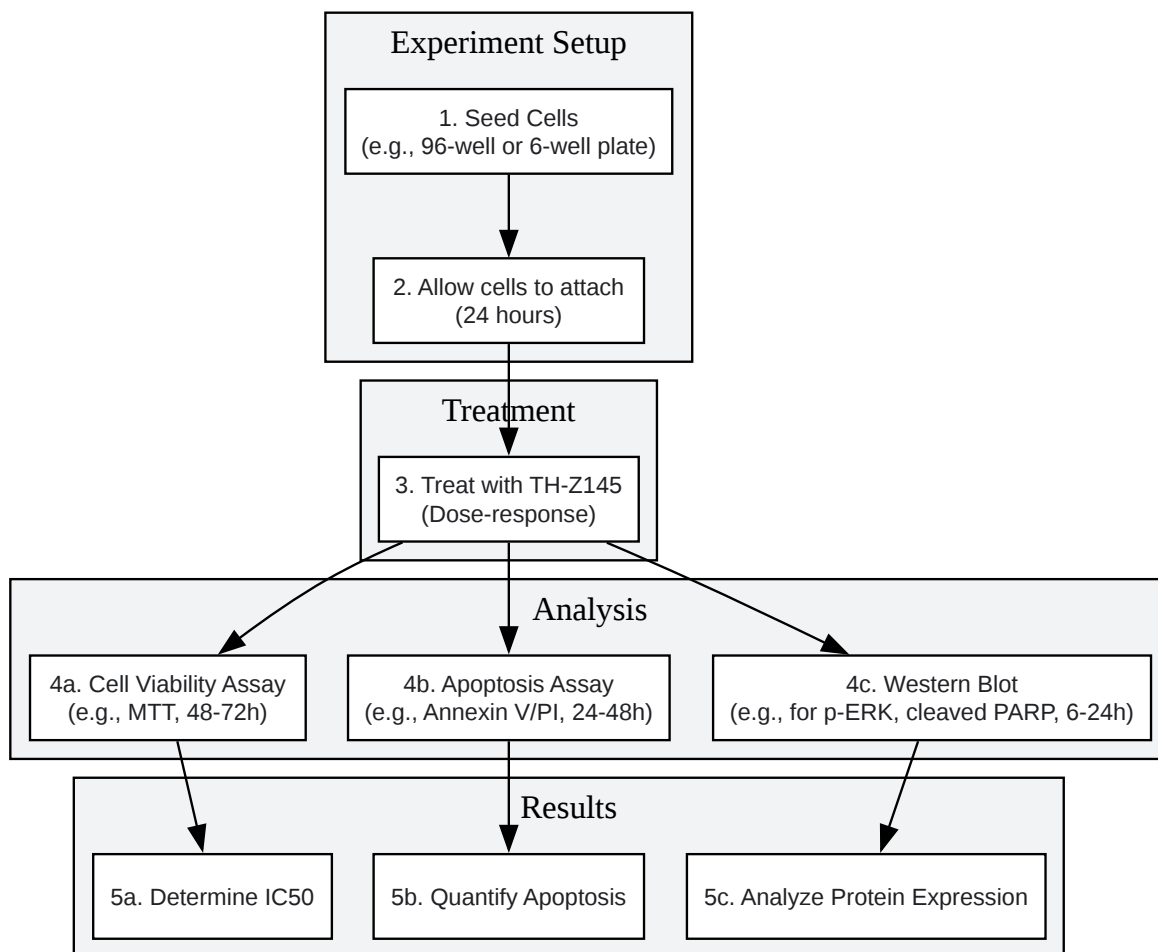 Experiment Setup
1. Seed Cells
(e.g., 96-well or 6-well plate)
2. Allow cells to attach
(24 hours)
Treatment
3. Treat with TH-Z145
(Dose-response)
Analysis
4a. Cell Viability Assay
(e.g., MTT, 48-72h)
4b. Apoptosis Assay
(e.g., Annexin V/PI, 24-48h)
4c. Western Blot
(e.g., for p-ERK, cleaved PARP, 6-24h)
Results
5a. Determine IC50
5b. Quantify Apoptosis
5c. Analyze Protein Expression